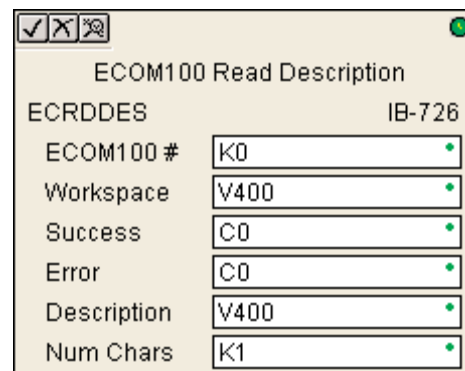 ECOM100 Read Description
ECRDDES IB-726
ECOM100 # K0
Workspace V400
Success C0
Error C0
Description V400
Num Chars K1